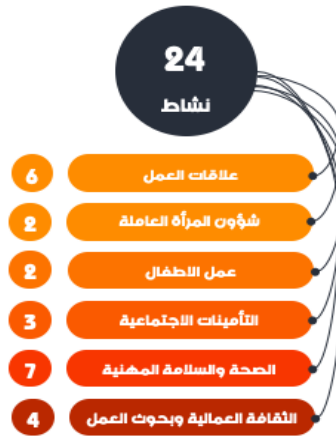 24
نشاط
علاقات العمل 6
شؤون المرأة العاملة 2
عمل الاطفال 2
التأمينات الاجتماعية 3
الصحة والسلامة المهنية 7
الثقافة العمالية وبحوث العمل 4